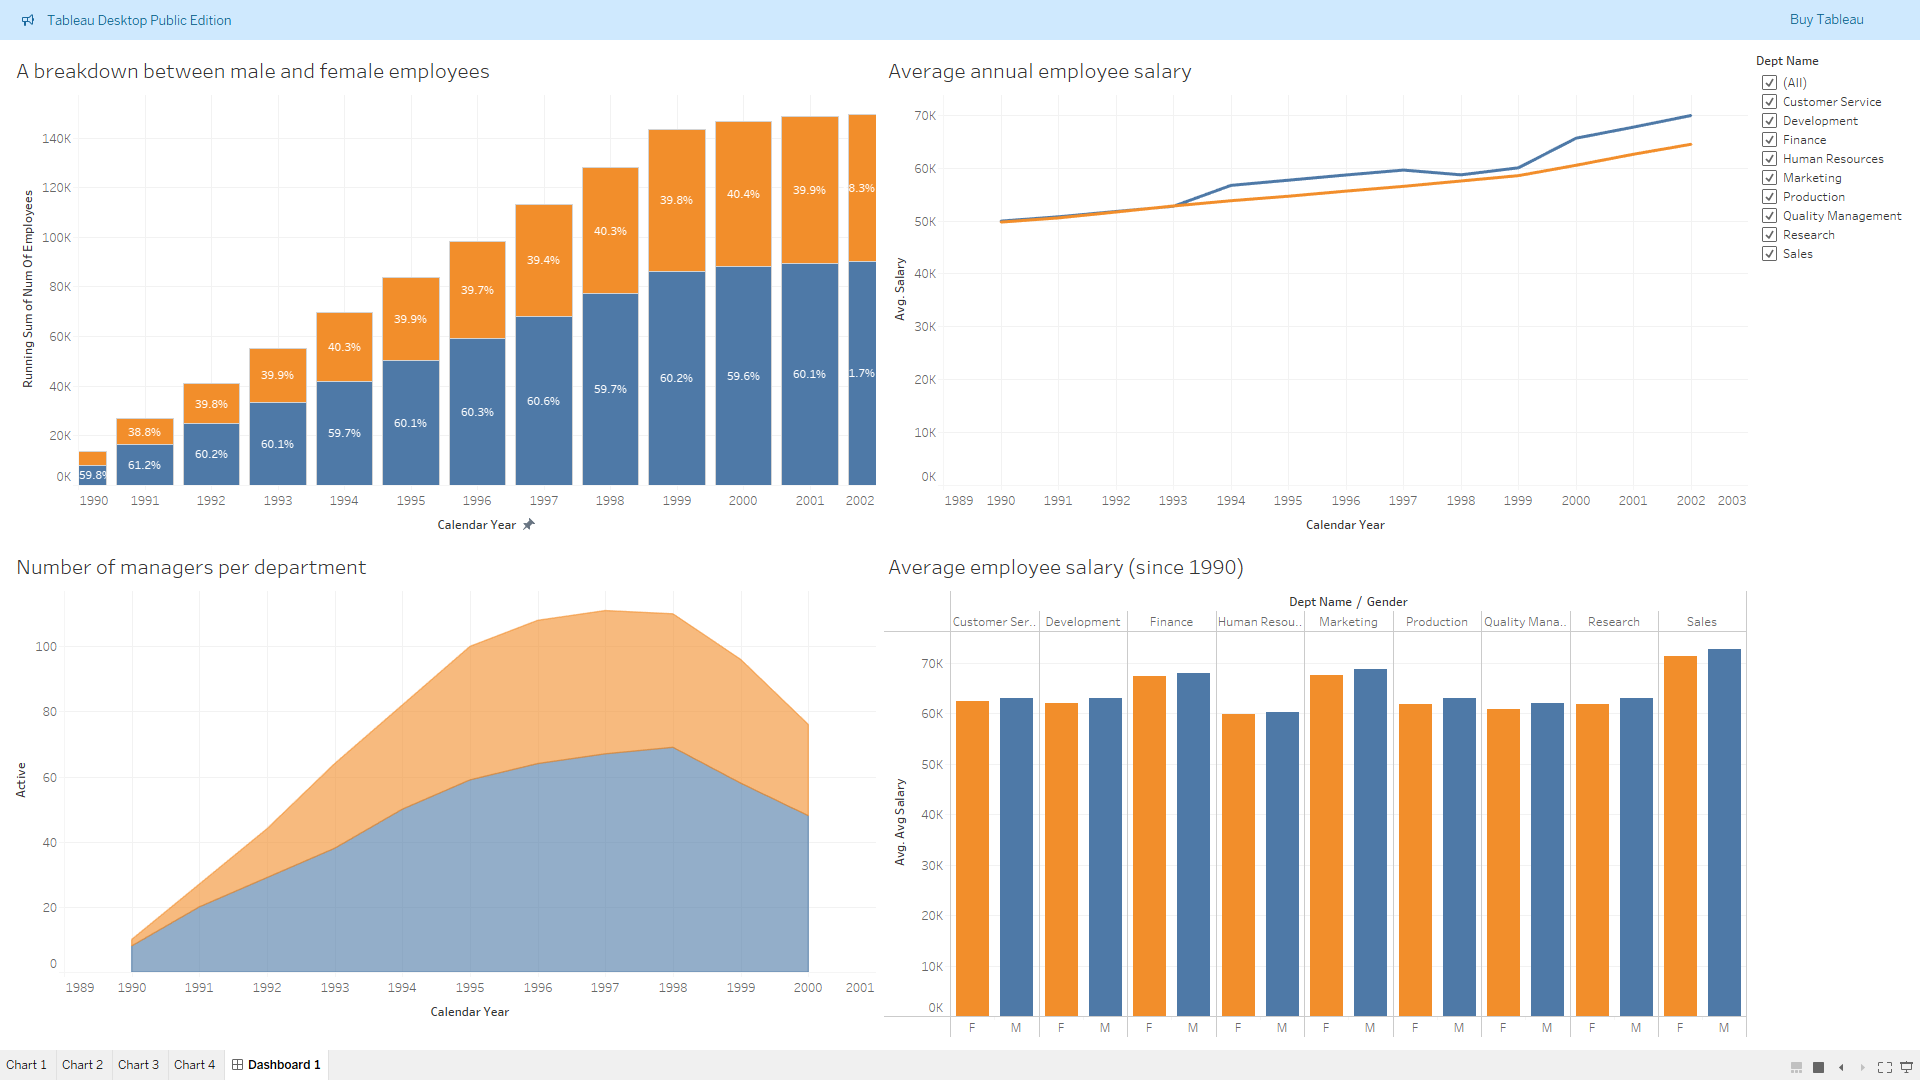 Tableau Desktop Public Edition
Buy Tableau
A breakdown between male and female employees
Running Sum of Num Of Employees
140K
120K
100K
80K
60K
40K
20K
0K
59.8%
38.8%
61.2%
39.8%
60.2%
39.9%
60.1%
40.3%
59.7%
39.9%
60.1%
39.7%
60.3%
39.4%
60.6%
40.3%
59.7%
39.8%
60.2%
40.4%
59.6%
39.9%
60.1%
8.3%
1.7%
1990 1991 1992 1993 1994 1995 1996 1997 1998 1999 2000 2001 2002
Calendar Year
Average annual employee salary
Avg. Salary
70K
60K
50K
40K
30K
20K
10K
0K
1989 1990 1991 1992 1993 1994 1995 1996 1997 1998 1999 2000 2001 2002 2003
Calendar Year
Dept Name
(All)
Customer Service
Development
Finance
Human Resources
Marketing
Production
Quality Management
Research
Sales
Number of managers per department
Active
100
80
60
40
20
0
1989 1990 1991 1992 1993 1994 1995 1996 1997 1998 1999 2000 2001
Calendar Year
Average employee salary (since 1990)
Dept Name / Gender
Customer Ser.. Development Finance Human Resou.. Marketing Production Quality Mana.. Research Sales
Avg. Avg Salary
70K
60K
50K
40K
30K
20K
10K
0K
F M F M F M F M F M F M F M F M F M
Chart 1 Chart 2 Chart 3 Chart 4 Dashboard 1